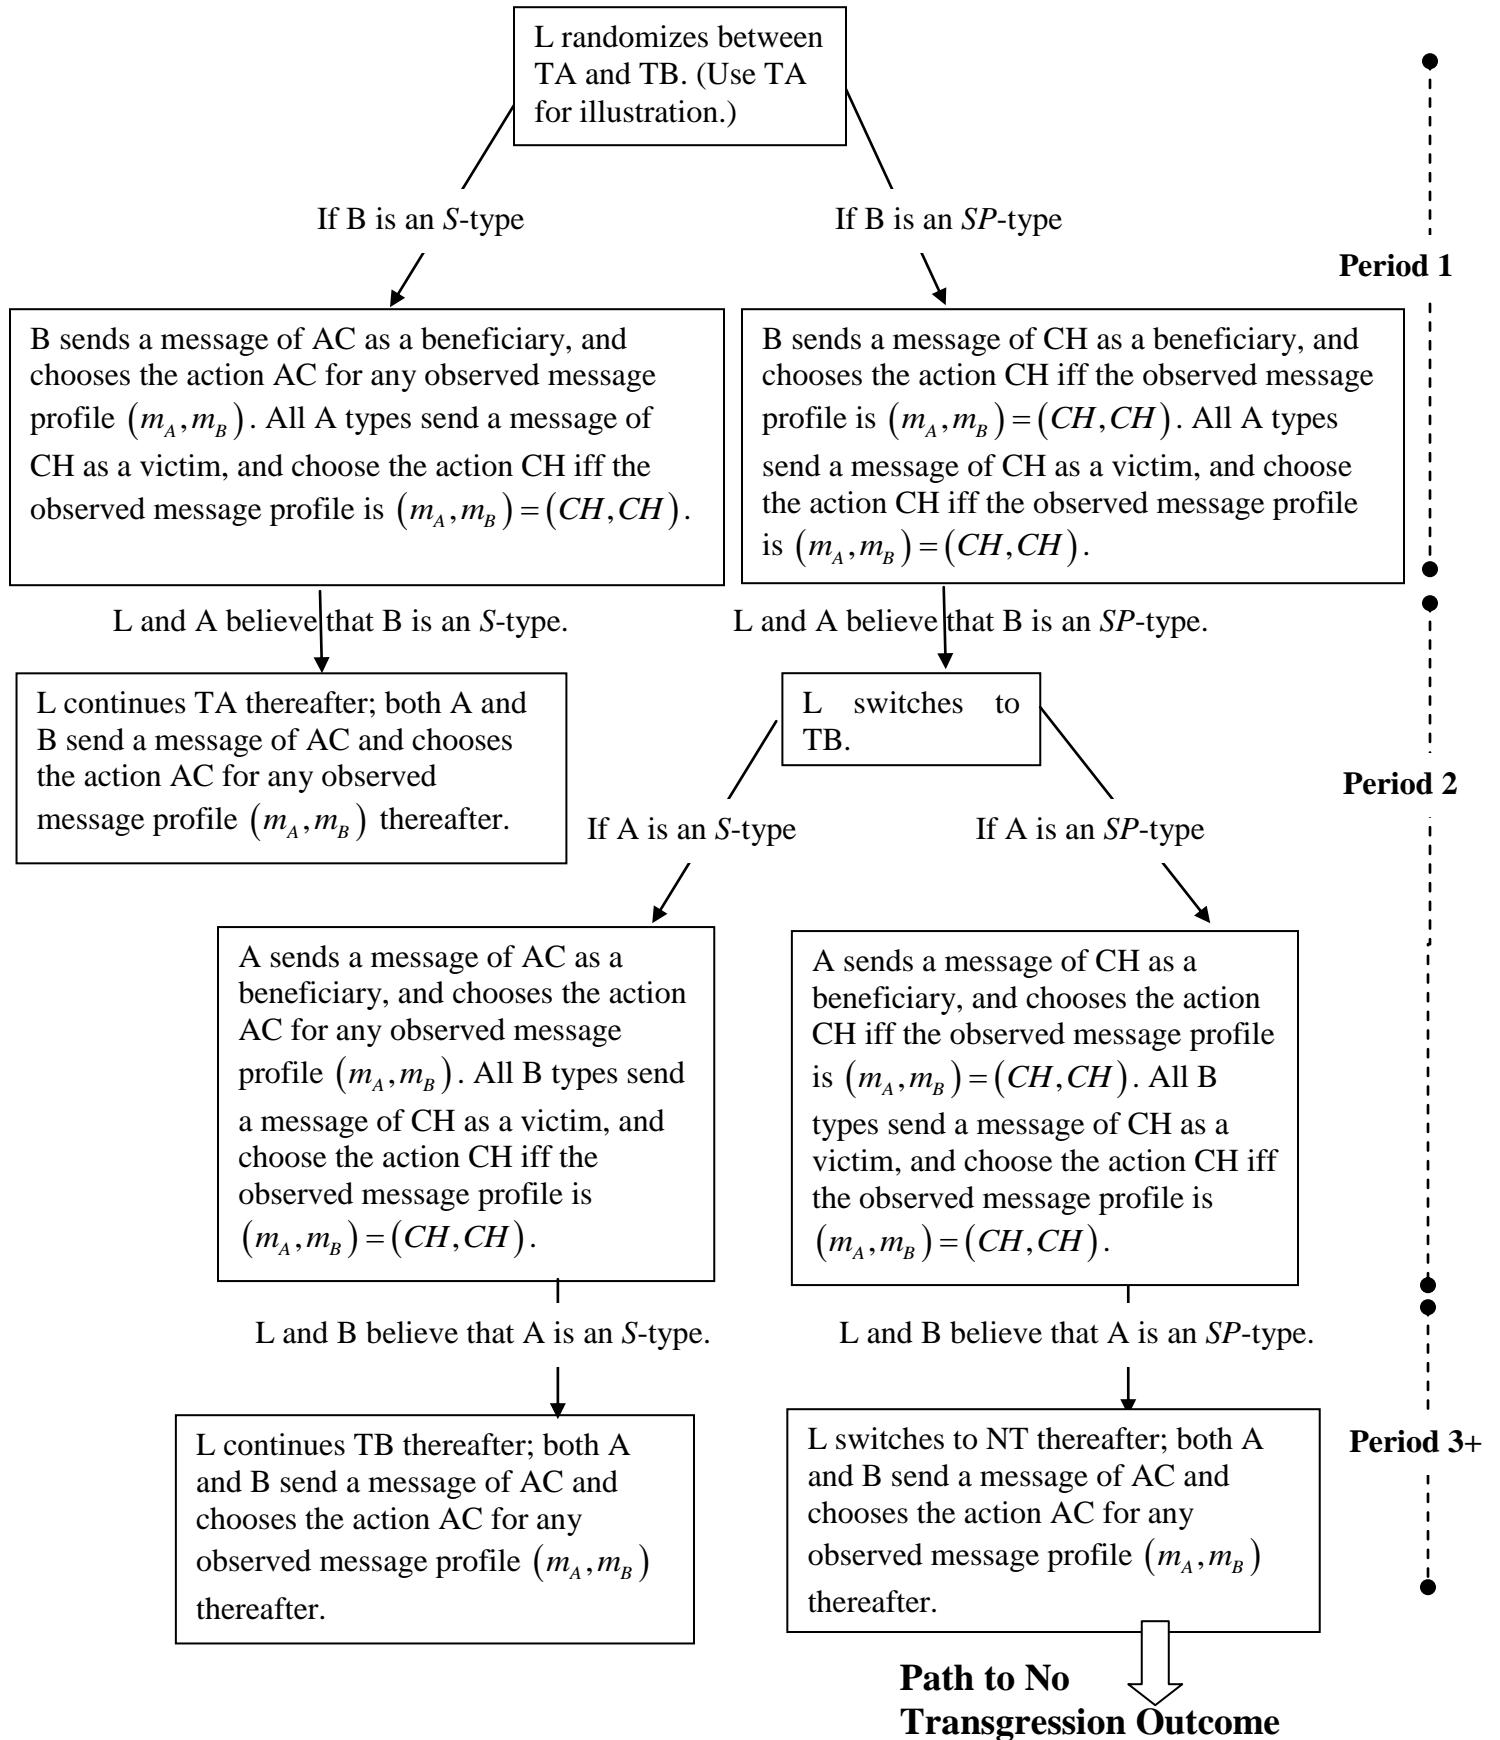 L randomizes between
TA and TB. (Use TA
for illustration.)
If B is an S-type
If B is an SP-type
Period 1
B sends a message of AC as a beneficiary, and
chooses the action AC for any observed message
profile (m_A, m_B). All A types send a message of
CH as a victim, and choose the action CH iff the
observed message profile is (m_A, m_B) = (CH, CH).
B sends a message of CH as a beneficiary, and
chooses the action CH iff the observed message
profile is (m_A, m_B) = (CH, CH). All A types
send a message of CH as a victim, and choose
the action CH iff the observed message profile
is (m_A, m_B) = (CH, CH).
L and A believe that B is an S-type.
L and A believe that B is an SP-type.
L continues TA thereafter; both A and
B send a message of AC and chooses
the action AC for any observed
message profile (m_A, m_B) thereafter.
L switches to
TB.
Period 2
If A is an S-type
If A is an SP-type
A sends a message of AC as a
beneficiary, and chooses the action
AC for any observed message
profile (m_A, m_B). All B types send
a message of CH as a victim, and
choose the action CH iff the
observed message profile is
(m_A, m_B) = (CH, CH).
A sends a message of CH as a
beneficiary, and chooses the action
CH iff the observed message profile
is (m_A, m_B) = (CH, CH). All B
types send a message of CH as a
victim, and choose the action CH iff
the observed message profile is
(m_A, m_B) = (CH, CH).
L and B believe that A is an S-type.
L and B believe that A is an SP-type.
L continues TB thereafter; both A
and B send a message of AC and
chooses the action AC for any
observed message profile (m_A, m_B)
thereafter.
L switches to NT thereafter; both A
and B send a message of AC and
chooses the action AC for any
observed message profile (m_A, m_B)
thereafter.
Period 3+
Path to No
Transgression Outcome